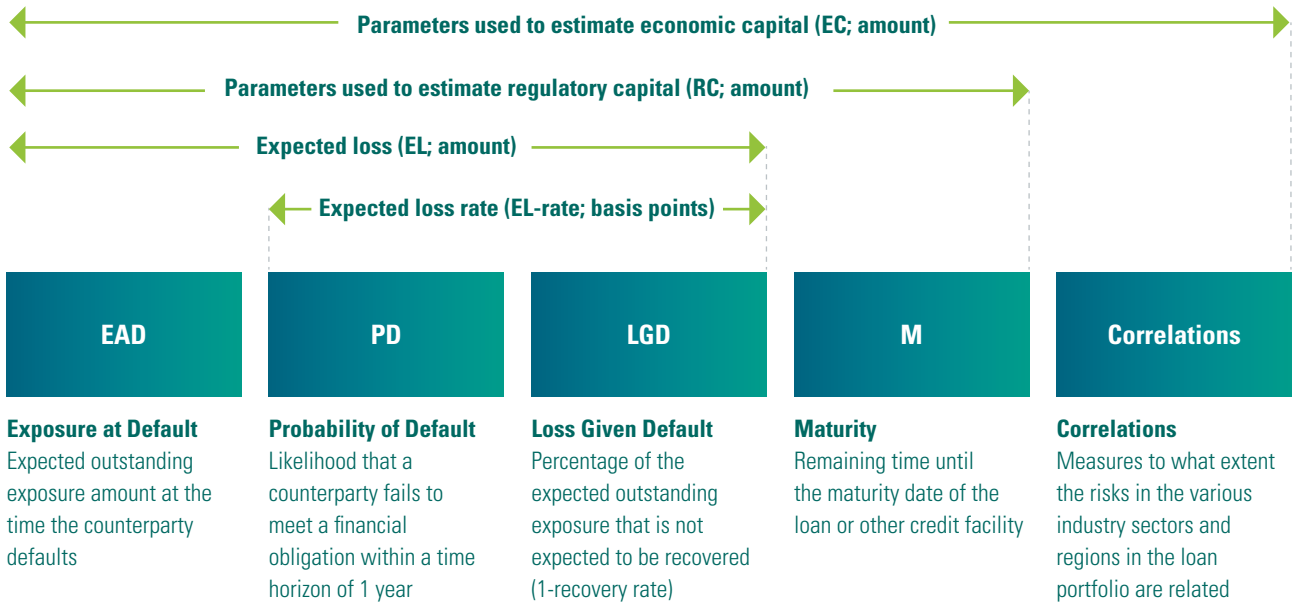 Parameters used to estimate economic capital (EC; amount)
Parameters used to estimate regulatory capital (RC; amount)
Expected loss (EL; amount)
Expected loss rate (EL-rate; basis points)
EAD
PD
LGD
M
Correlations
Exposure at Default
Expected outstanding
exposure amount at the
time the counterparty
defaults
Probability of Default
Likelihood that a
counterparty fails to
meet a financial
obligation within a time
horizon of 1 year
Loss Given Default
Percentage of the
expected outstanding
exposure that is not
expected to be recovered
(1-recovery rate)
Maturity
Remaining time until
the maturity date of the
loan or other credit facility
Correlations
Measures to what extent
the risks in the various
industry sectors and
regions in the loan
portfolio are related